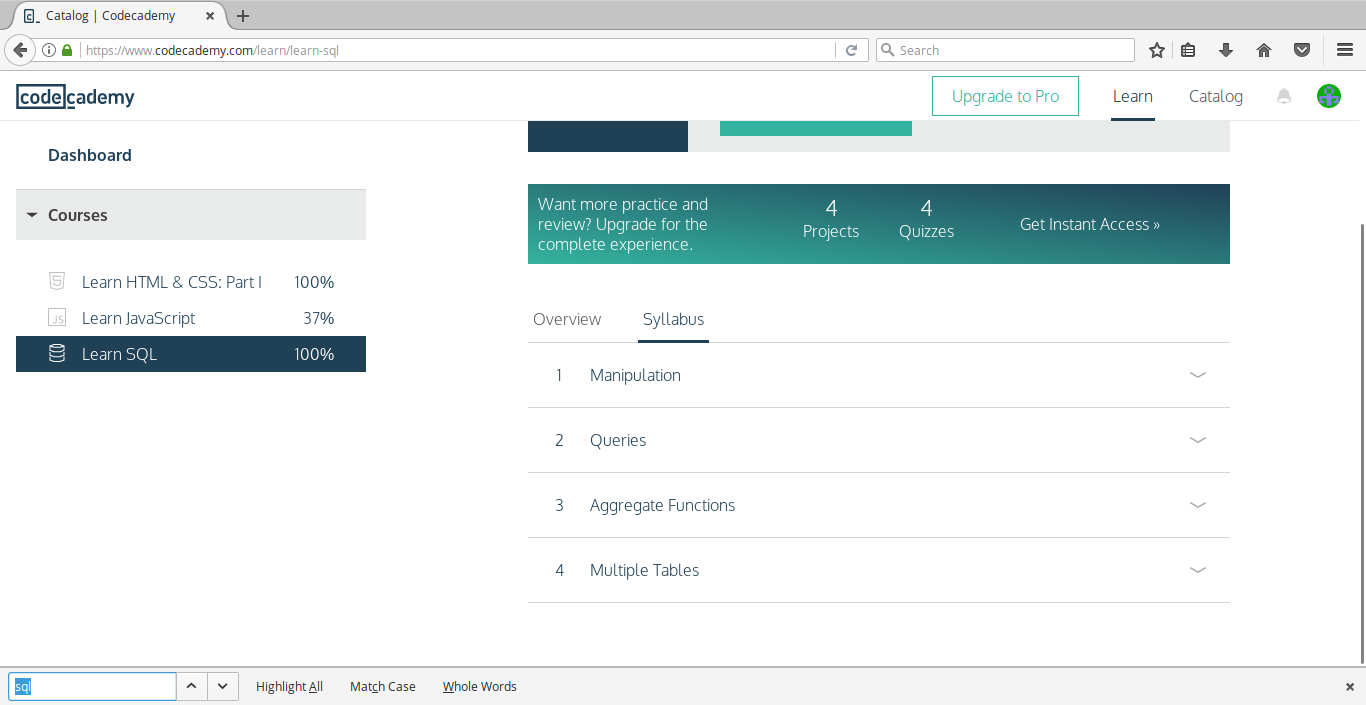 Catalog | Codecademy
https://www.codecademy.com/learn/learn-sql
Search
codecademy
Upgrade to Pro
Learn
Catalog
Dashboard
Courses
Learn HTML & CSS: Part I 100%
Learn JavaScript 37%
Learn SQL 100%
Want more practice and
review? Upgrade for the
complete experience.
4
Projects
4
Quizzes
Get Instant Access »
Overview
Syllabus
1 Manipulation
2 Queries
3 Aggregate Functions
4 Multiple Tables
sql
Highlight All
Match Case
Whole Words